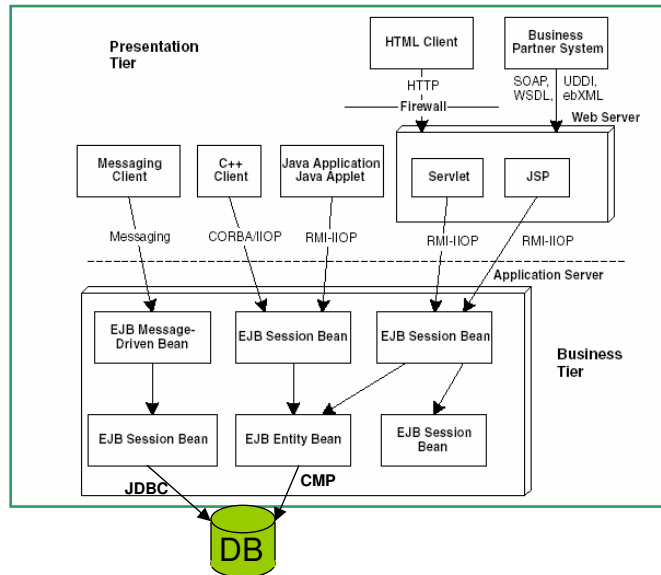 Presentation
Tier
HTML Client
Business
Partner System
HTTP
Firewall
SOAP,
WSDL,
UDDI,
ebXML
Web Server
Messaging
Client
C++
Client
Java Application
Java Applet
Servlet
JSP
Messaging
CORBA/IIOP
RMI-IIOP
RMI-IIOP
RMI-IIOP
Application Server
EJB Message-
Driven Bean
EJB Session Bean
EJB Session Bean
Business
Tier
EJB Session Bean
EJB Entity Bean
EJB Session
Bean
JDBC
CMP
DB